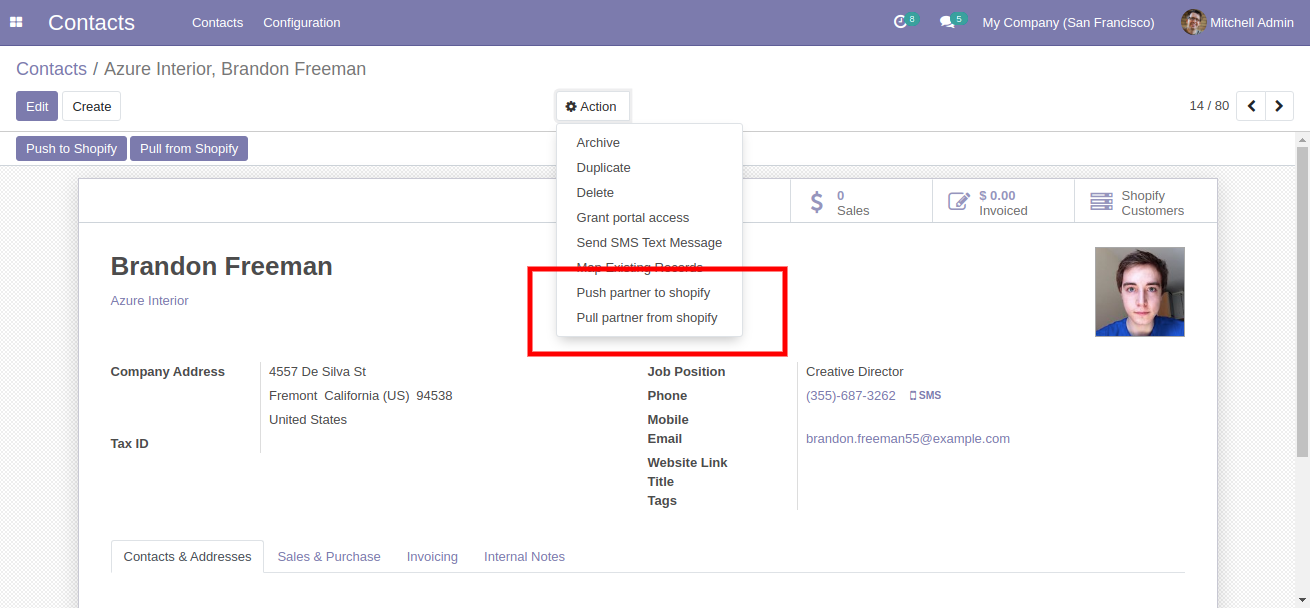 Contacts Contacts Configuration 8 5 My Company (San Francisco) Mitchell Admin
Contacts / Azure Interior, Brandon Freeman
Edit Create Action 14 / 80
Push to Shopify Pull from Shopify
Archive
Duplicate
Delete
Grant portal access
Send SMS Text Message
Map Existing Records
Push partner to shopify
Pull partner from shopify
0
Sales
$ 0.00
Invoiced
Shopify
Customers
Brandon Freeman
Azure Interior
Company Address 4557 De Silva St
Fremont California (US) 94538
United States
Tax ID
Job Position Creative Director
Phone (355)-687-3262 SMS
Mobile
Email brandon.freeman55@example.com
Website Link
Title
Tags
Contacts & Addresses Sales & Purchase Invoicing Internal Notes